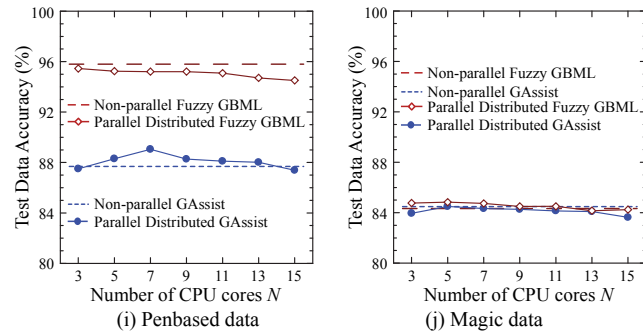 Test Data Accuracy (%)
100
96
92
88
84
80
Non-parallel Fuzzy GBML
Parallel Distributed Fuzzy GBML
Non-parallel GAssist
Parallel Distributed GAssist
3 5 7 9 11 13 15
Number of CPU cores N
(i) Penbased data
Test Data Accuracy (%)
100
96
92
88
84
80
Non-parallel Fuzzy GBML
Non-parallel GAssist
Parallel Distributed Fuzzy GBML
Parallel Distributed GAssist
3 5 7 9 11 13 15
Number of CPU cores N
(j) Magic data